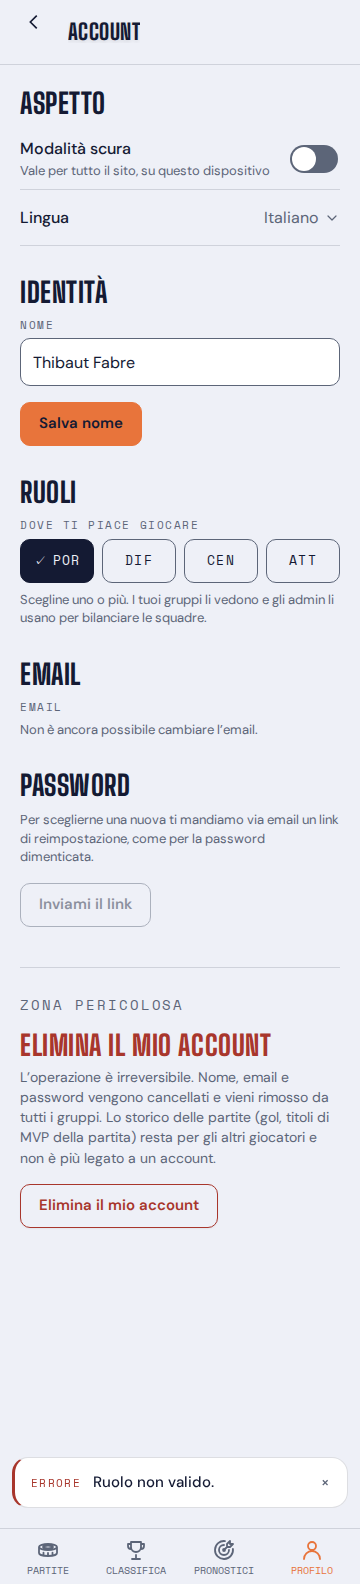 ACCOUNT
ASPETTO
Modalità scura
Vale per tutto il sito, su questo dispositivo
Lingua
Italiano
IDENTITÀ
NOME
Thibaut Fabre
Salva nome
RUOLI
DOVE TI PIACE GIOCARE
✓ POR
DIF
CEN
ATT
Scegline uno o più. I tuoi gruppi li vedono e gli admin li
usano per bilanciare le squadre.
EMAIL
EMAIL
Non è ancora possibile cambiare l’email.
PASSWORD
Per sceglierne una nuova ti mandiamo via email un link
di reimpostazione, come per la password
dimenticata.
Inviami il link
ZONA PERICOLOSA
ELIMINA IL MIO ACCOUNT
L’operazione è irreversibile. Nome, email e
password vengono cancellati e vieni rimosso da
tutti i gruppi. Lo storico delle partite (gol, titoli di
MVP della partita) resta per gli altri giocatori e
non è più legato a un account.
Elimina il mio account
ERRORE Ruolo non valido. ×
PARTITE
CLASSIFICA
PRONOSTICI
PROFILO